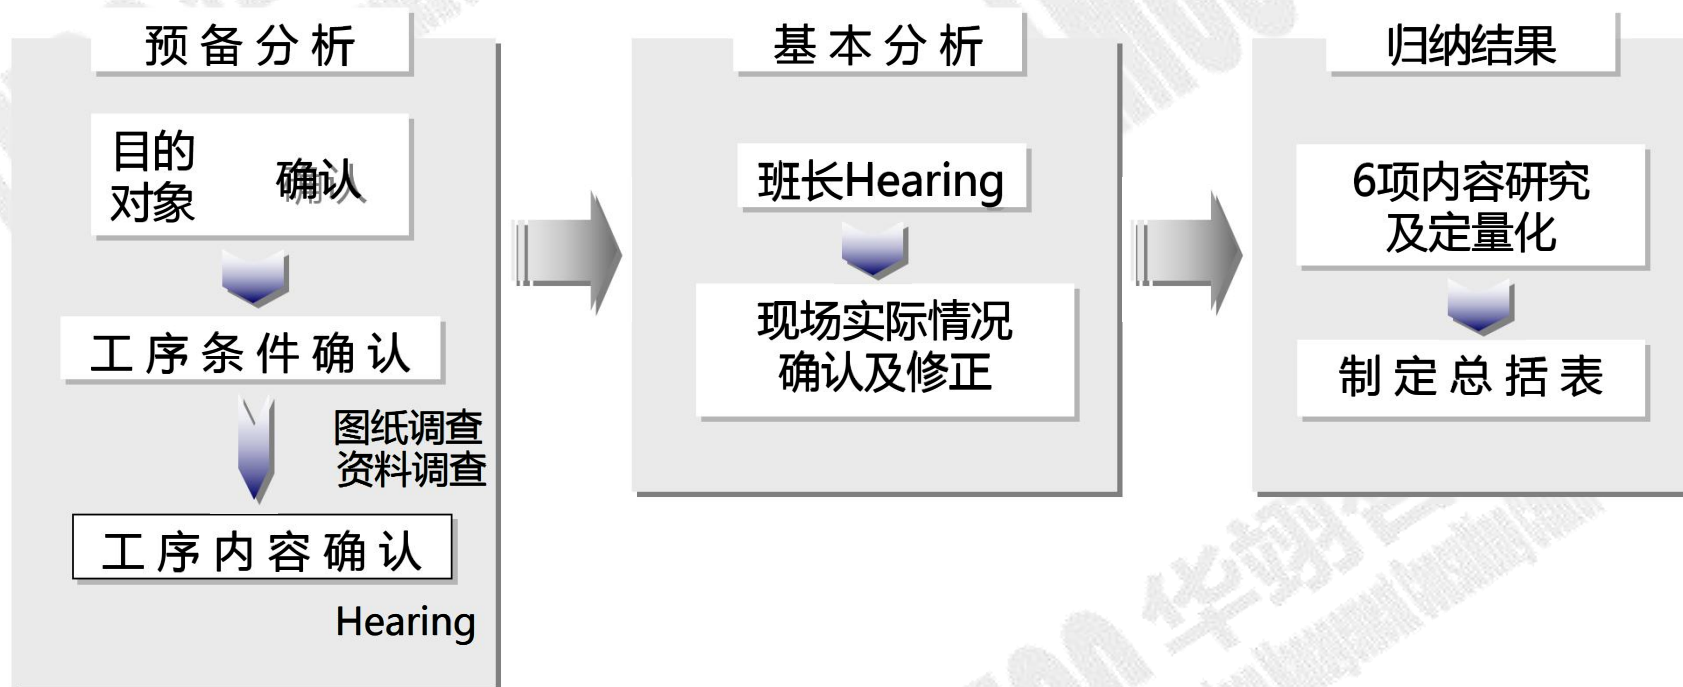 预备分析
目的
对象
确认
工序条件确认
图纸调查
资料调查
工序内容确认
Hearing
基本分析
班长Hearing
现场实际情况
确认及修正
归纳结果
6项内容研究
及定量化
制定总括表